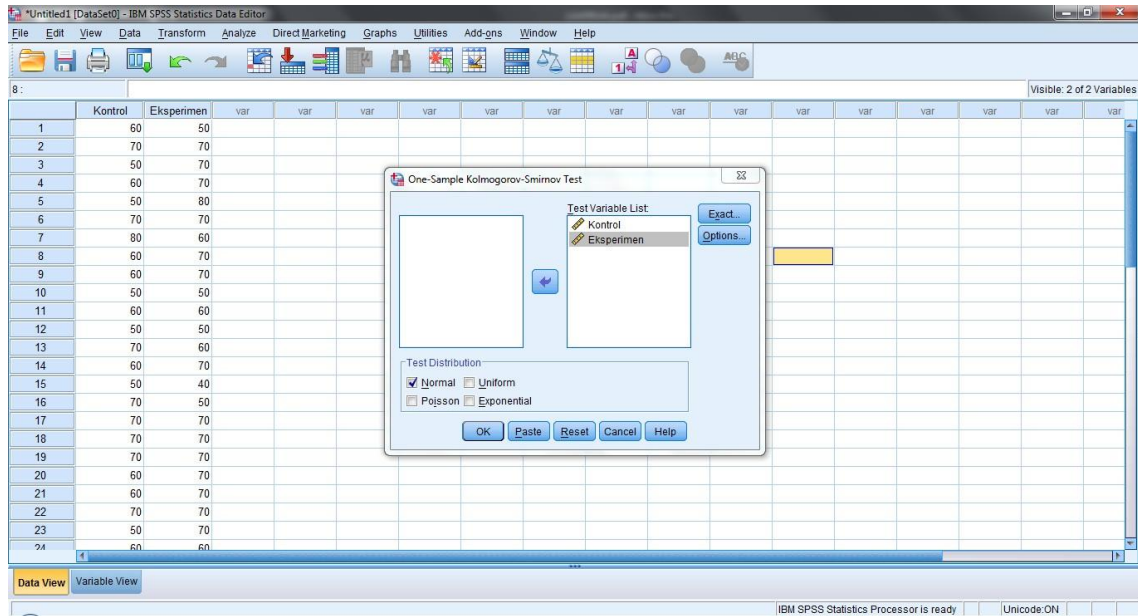 *Untitled1 [DataSet0] - IBM SPSS Statistics Data Editor
File Edit View Data Transform Analyze Direct Marketing Graphs Utilities Add-ons Window Help
8 :
Visible: 2 of 2 Variables
Kontrol Eksperimen var var var var var var var var var var var var var var
1 60 50
2 70 70
3 50 70
4 60 70
5 50 80
6 70 70
7 80 60
8 60 70
9 60 70
10 50 50
11 60 60
12 50 50
13 70 60
14 60 70
15 50 40
16 70 50
17 70 70
18 70 70
19 70 70
20 60 70
21 60 70
22 70 70
23 50 70
24 60 60
One-Sample Kolmogorov-Smirnov Test
Test Variable List:
Kontrol
Eksperimen
Exact...
Options...
Test Distribution
Normal Uniform
Poisson Exponential
OK Paste Reset Cancel Help
Data View Variable View
IBM SPSS Statistics Processor is ready Unicode:ON